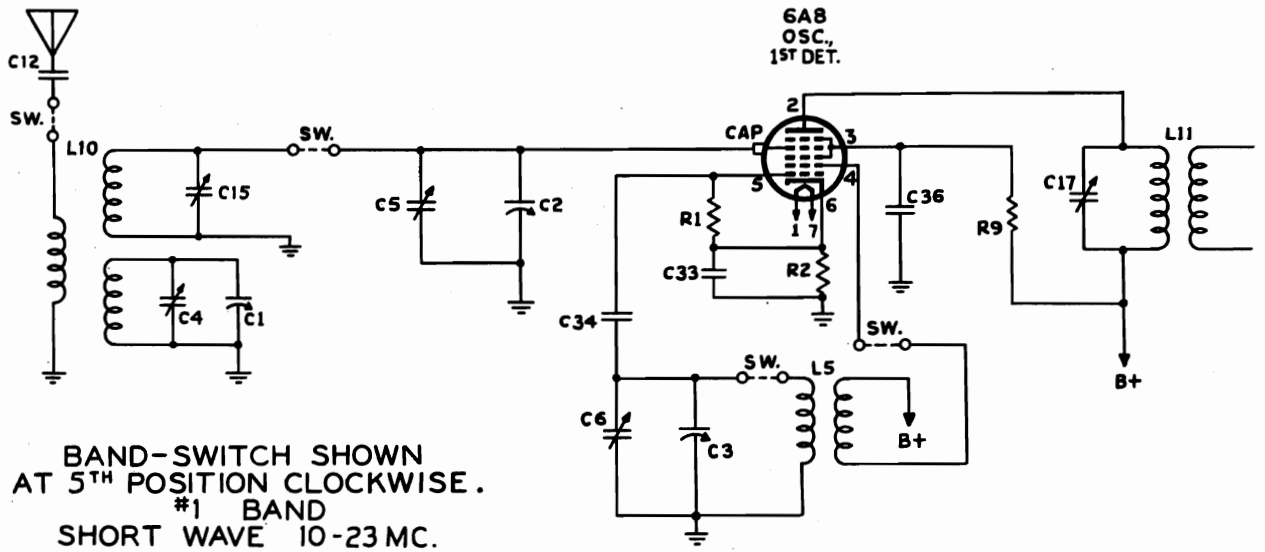 6A8
OSC.,
1ST DET.
C12
SW.
L10
C15
SW.
CAP
2
3
4
5
6
1 7
C5
C2
R1
C33
R2
C36
R9
C17
L11
C4
C1
C34
SW.
SW.
L5
C6
C3
B+
B+
BAND-SWITCH SHOWN
AT 5TH POSITION CLOCKWISE.
#1 BAND
SHORT WAVE 10-23 MC.